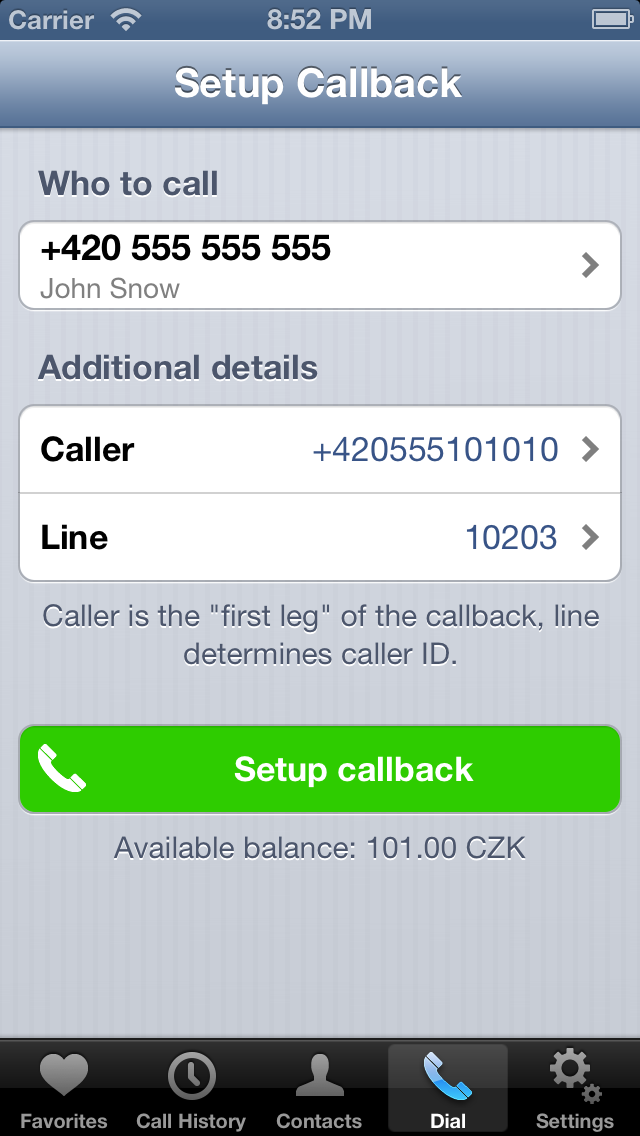 Carrier 8:52 PM
Setup Callback
Who to call
+420 555 555 555
John Snow
Additional details
Caller +420555101010
Line 10203
Caller is the "first leg" of the callback, line
determines caller ID.
Setup callback
Available balance: 101.00 CZK
Favorites Call History Contacts Dial Settings